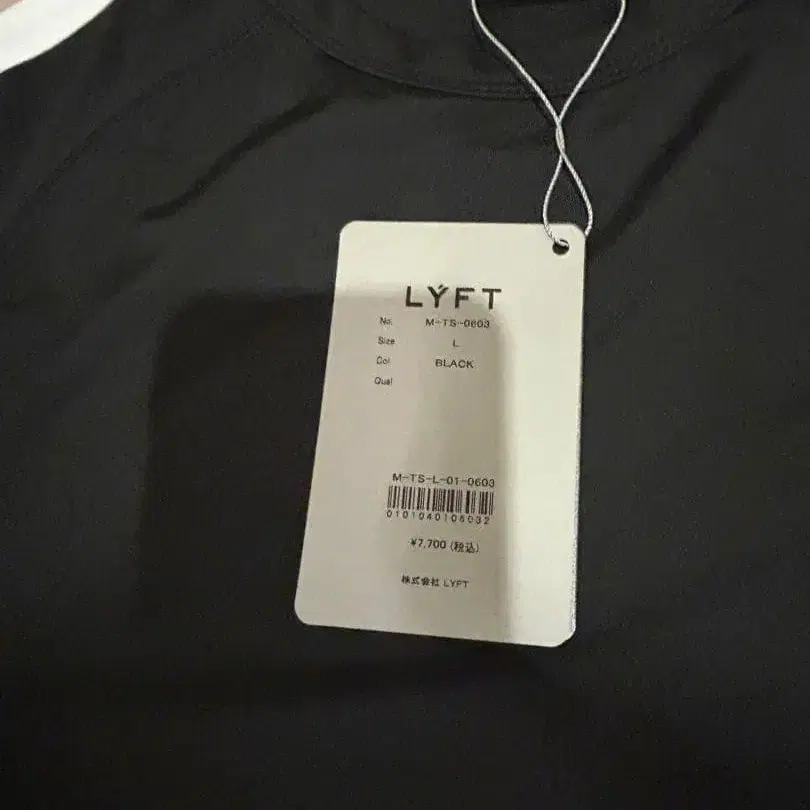 LÝFT
No. M-TS-0603
Size L
Col BLACK
Qual
M-TS-L-01-0603
0101040106032
¥7,700 (税込)
株式会社 LYFT